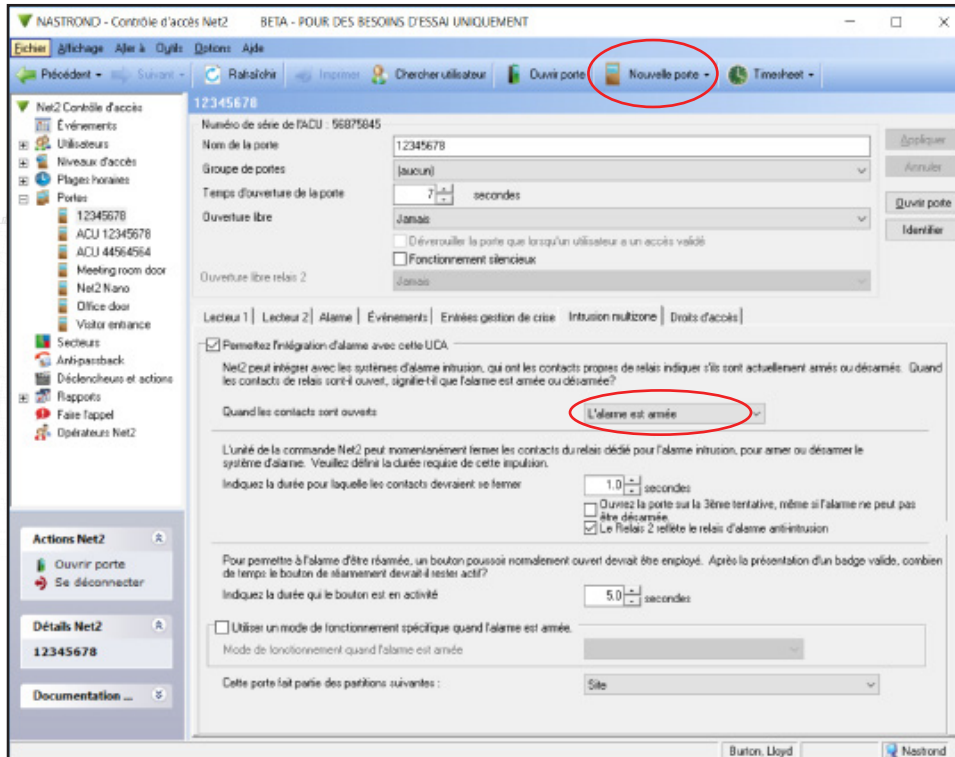 NASTROND - Contrôle d'accès Net2 BETA - POUR DES BESOINS D'ESSAI UNIQUEMENT
Fichier Affichage Aller à Outils Options Aide
Précédent Suivant Rafraîchir Imprimer Chercher utilisateur Ouvrir porte Nouvelle porte Timesheet
Net2 Contrôle d'accès
Événements
Utilisateurs
Niveaux d'accès
Plages horaires
Portes
12345678
ACU 12345678
ACU 44564564
Meeting room door
Net2 Nano
Office door
Visitor entrance
Secteurs
Anti-passback
Déclencheurs et actions
Rapports
Faire l'appel
Opérateurs Net2
Actions Net2
Ouvrir porte
Se déconnecter
Détails Net2
12345678
Documentation ...
12345678
Numéro de série de l'ACU : 56875845
Nom de la porte 12345678
Groupe de portes (aucun)
Temps d'ouverture de la porte 7 secondes
Ouverture libre Jamais
Déverouiller la porte que lorsqu'un utilisateur a un accès validé
Fonctionnement silencieux
Ouverture libre relais 2 Jamais
Appliquer
Annuler
Ouvrir porte
Identifier
Lecteur 1 Lecteur 2 Alarme Événements Entrées gestion de crise Intrusion multizone Droits d'accès
Permettez l'intégration d'alarme avec cette UCA
Net2 peut intégrer avec les systèmes d'alarme intrusion, qui ont les contacts propres de relais indiquer s'ils sont actuellement armés ou désarmés. Quand
les contacts de relais sont-il ouvert, signifie-t-il que l'alarme est armée ou désarmée?
Quand les contacts sont ouverts L'alarme est armée
L'unité de la commande Net2 peut momentanément fermer les contacts du relais dédié pour l'alarme intrusion, pour armer ou désarmer le
système d'alarme. Veuillez définir la durée requise de cette impulsion.
Indiquez la durée pour laquelle les contacts devraient se fermer 1.0 secondes
Ouvrez la porte sur la 3ème tentative, même si l'alarme ne peut pas
être désarmée.
Le Relais 2 reflète le relais d'alarme anti-intrusion
Pour permettre à l'alarme d'être réarmée, un bouton poussoir normalement ouvert devrait être employé. Après la présentation d'un badge valide, combien
de temps le bouton de réarmement devrait-il rester actif?
Indiquez la durée qui le bouton est en activité 5.0 secondes
Utiliser un mode de fonctionnement spécifique quand l'alarme est armée.
Mode de fonctionnement quand l'alarme est armée
Cette porte fait partie des partitions suivantes : Site
Burton, Lloyd Nastrond